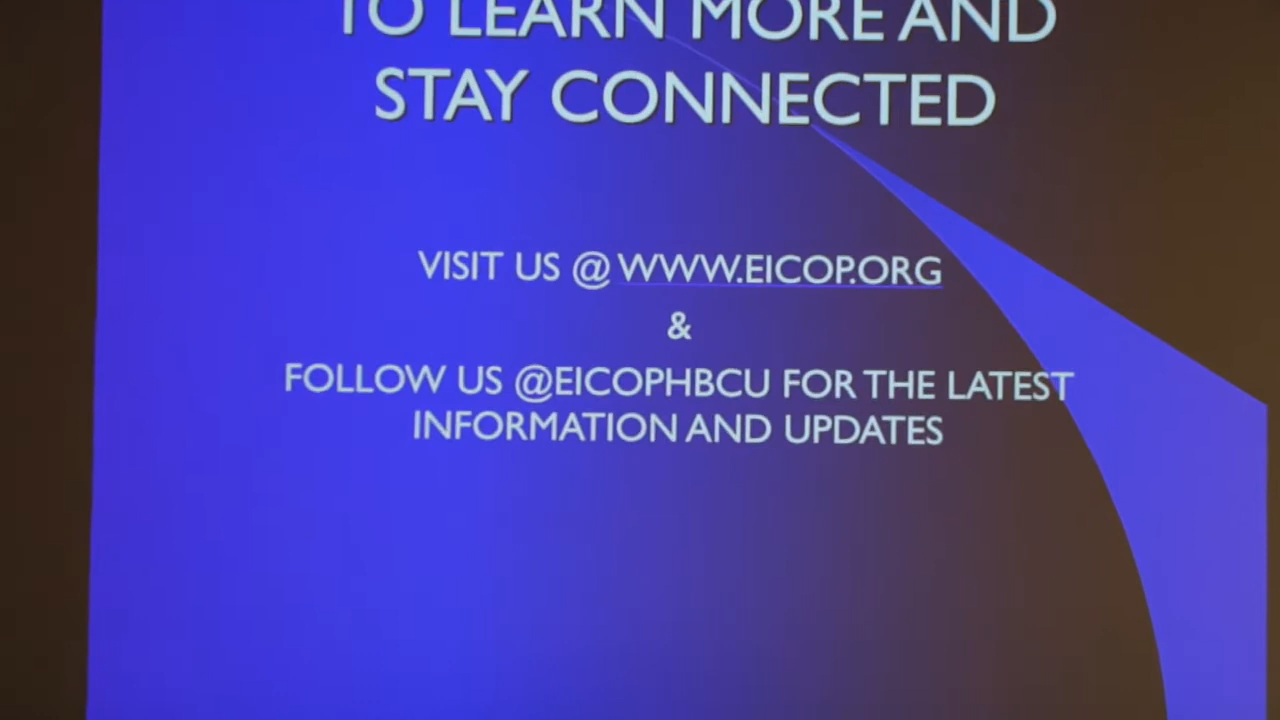 TO LEARN MORE AND
STAY CONNECTED
VISIT US @ WWW.EICOP.ORG
&
FOLLOW US @EICOPHBCU FOR THE LATEST
INFORMATION AND UPDATES